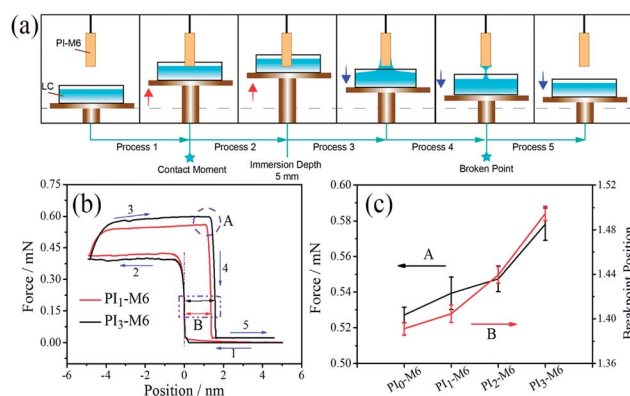 (a)
PI-M6
LC
Process 1
Process 2
Process 3
Process 4
Process 5
Contact Moment
Immersion Depth
5 mm
Broken Point
(b)
Force / mN
0.75
0.60
0.45
0.30
0.15
0.00
3
A
2
4
PI1-M6
PI3-M6
B
5
1
-6 -4 -2 0 2 4 6
Position / nm
(c)
Force / mN
0.60
0.58
0.56
0.54
0.52
0.50
A
B
1.52
1.48
1.44
1.40
1.36
Breakpoint Position
PI0-M6 PI1-M6 PI2-M6 PI3-M6